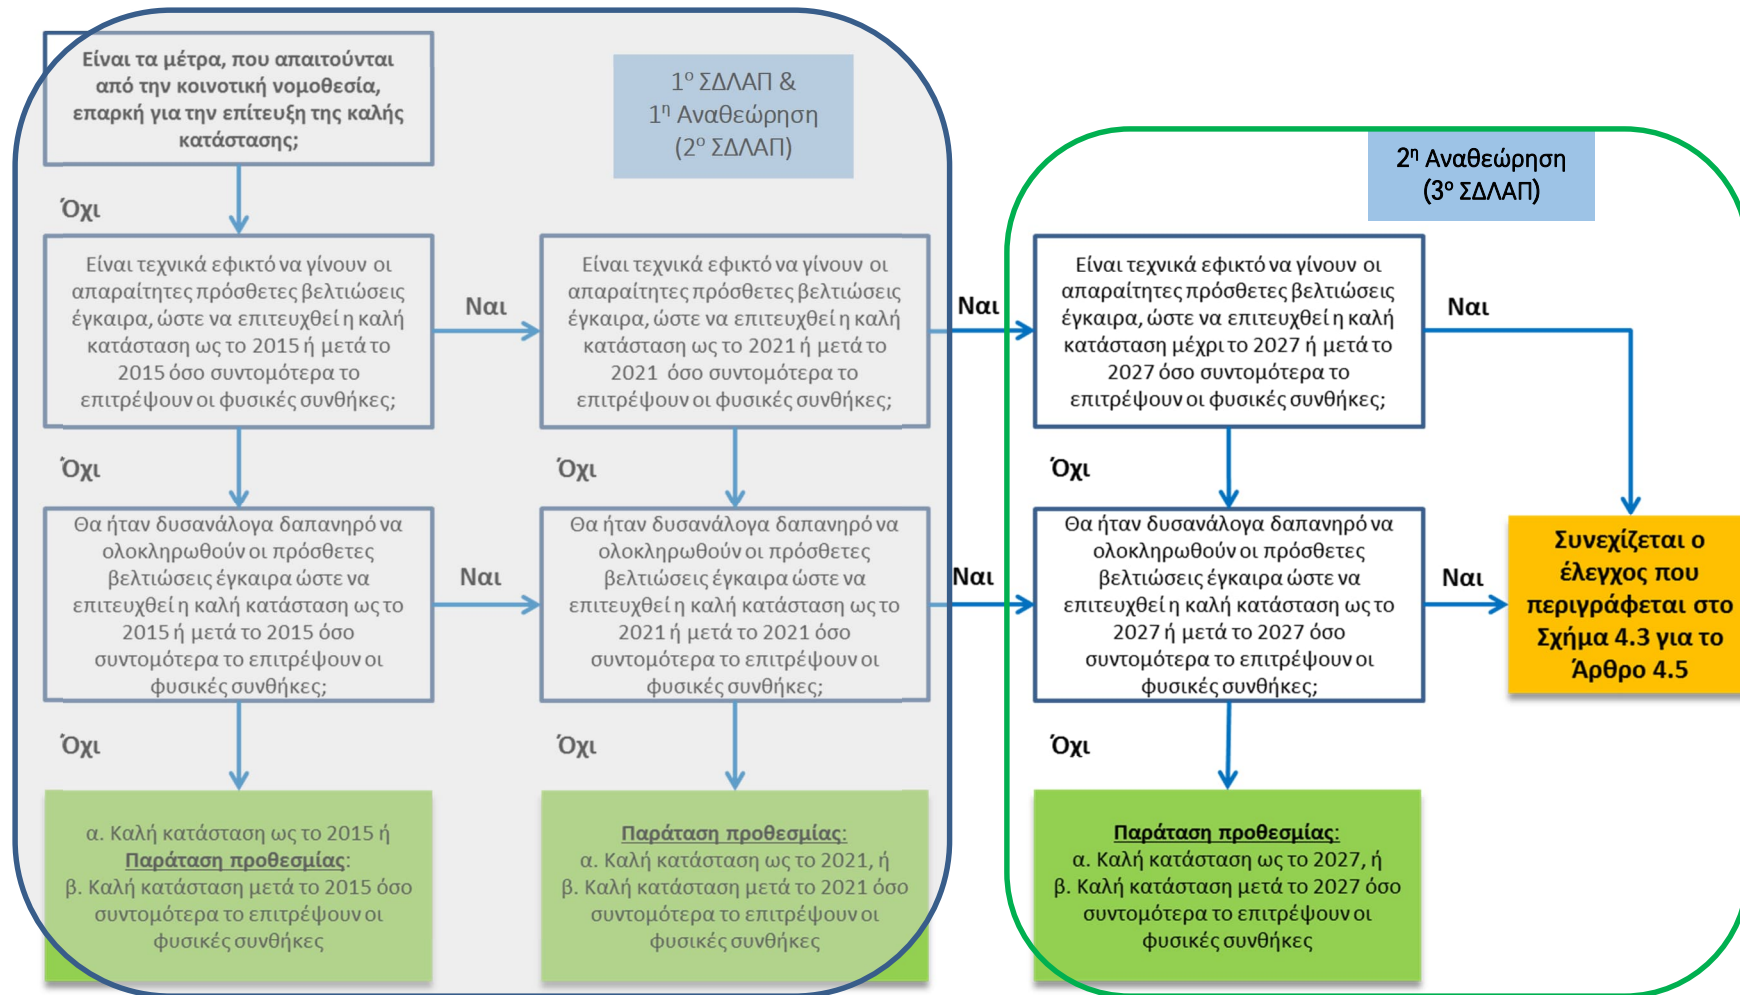 Είναι τα μέτρα, που απαιτούνται
από την κοινοτική νομοθεσία,
επαρκή για την επίτευξη της καλής
κατάστασης;
1ο ΣΔΛΑΠ &
1η Αναθεώρηση
(2ο ΣΔΛΑΠ)
2η Αναθεώρηση
(3ο ΣΔΛΑΠ)
Όχι
Είναι τεχνικά εφικτό να γίνουν οι
απαραίτητες πρόσθετες βελτιώσεις
έγκαιρα, ώστε να επιτευχθεί η καλή
κατάσταση ως το 2015 ή μετά το
2015 όσο συντομότερα το
επιτρέψουν οι φυσικές συνθήκες;
Ναι
Είναι τεχνικά εφικτό να γίνουν οι
απαραίτητες πρόσθετες βελτιώσεις
έγκαιρα, ώστε να επιτευχθεί η καλή
κατάσταση ως το 2021 ή μετά το
2021 όσο συντομότερα το
επιτρέψουν οι φυσικές συνθήκες;
Ναι
Είναι τεχνικά εφικτό να γίνουν οι
απαραίτητες πρόσθετες βελτιώσεις
έγκαιρα, ώστε να επιτευχθεί η καλή
κατάσταση μέχρι το 2027 ή μετά το
2027 όσο συντομότερα το
επιτρέψουν οι φυσικές συνθήκες;
Ναι
Όχι
Όχι
Όχι
Θα ήταν δυσανάλογα δαπανηρό να
ολοκληρωθούν οι πρόσθετες
βελτιώσεις έγκαιρα ώστε να
επιτευχθεί η καλή κατάσταση ως το
2015 ή μετά το 2015 όσο
συντομότερα το επιτρέψουν οι
φυσικές συνθήκες;
Ναι
Θα ήταν δυσανάλογα δαπανηρό να
ολοκληρωθούν οι πρόσθετες
βελτιώσεις έγκαιρα ώστε να
επιτευχθεί η καλή κατάσταση ως το
2021 ή μετά το 2021 όσο
συντομότερα το επιτρέψουν οι
φυσικές συνθήκες;
Ναι
Θα ήταν δυσανάλογα δαπανηρό να
ολοκληρωθούν οι πρόσθετες
βελτιώσεις έγκαιρα ώστε να
επιτευχθεί η καλή κατάσταση ως το
2027 ή μετά το 2027 όσο
συντομότερα το επιτρέψουν οι
φυσικές συνθήκες;
Ναι
Συνεχίζεται ο
έλεγχος που
περιγράφεται στο
Σχήμα 4.3 για το
Άρθρο 4.5
Όχι
Όχι
Όχι
α. Καλή κατάσταση ως το 2015 ή
Παράταση προθεσμίας:
β. Καλή κατάσταση μετά το 2015 όσο
συντομότερα το επιτρέψουν οι
φυσικές συνθήκες
Παράταση προθεσμίας:
α. Καλή κατάσταση ως το 2021, ή
β. Καλή κατάσταση μετά το 2021 όσο
συντομότερα το επιτρέψουν οι
φυσικές συνθήκες
Παράταση προθεσμίας:
α. Καλή κατάσταση ως το 2027, ή
β. Καλή κατάσταση μετά το 2027 όσο
συντομότερα το επιτρέψουν οι
φυσικές συνθήκες